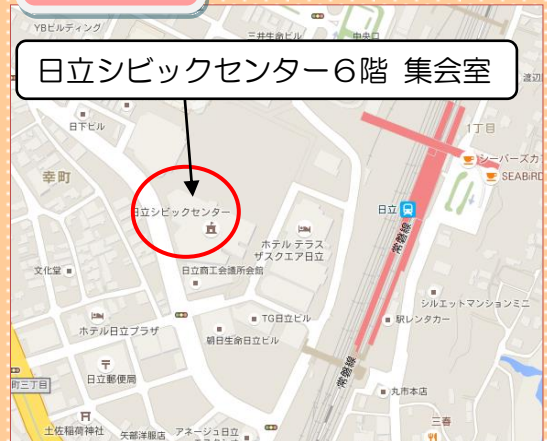 YBビルディング
三井生命ビル
中央口
日立シビックセンター6階 集会室
日下ビル
1丁目
シーバーズカフ
SEABiRD
幸町
日立シビックセンター
日立
常磐線
ホテル テラス
ザスクエア日立
文化堂
日立商工会議所会館
シルエットマンションミニ
TG日立ビル
駅レンタカー
ホテル日立プラザ
朝日生命日立ビル
常磐線
日立郵便局
町三丁目
丸市本店
土佐稲荷神社
矢部洋服店
アネージュ日立
三春